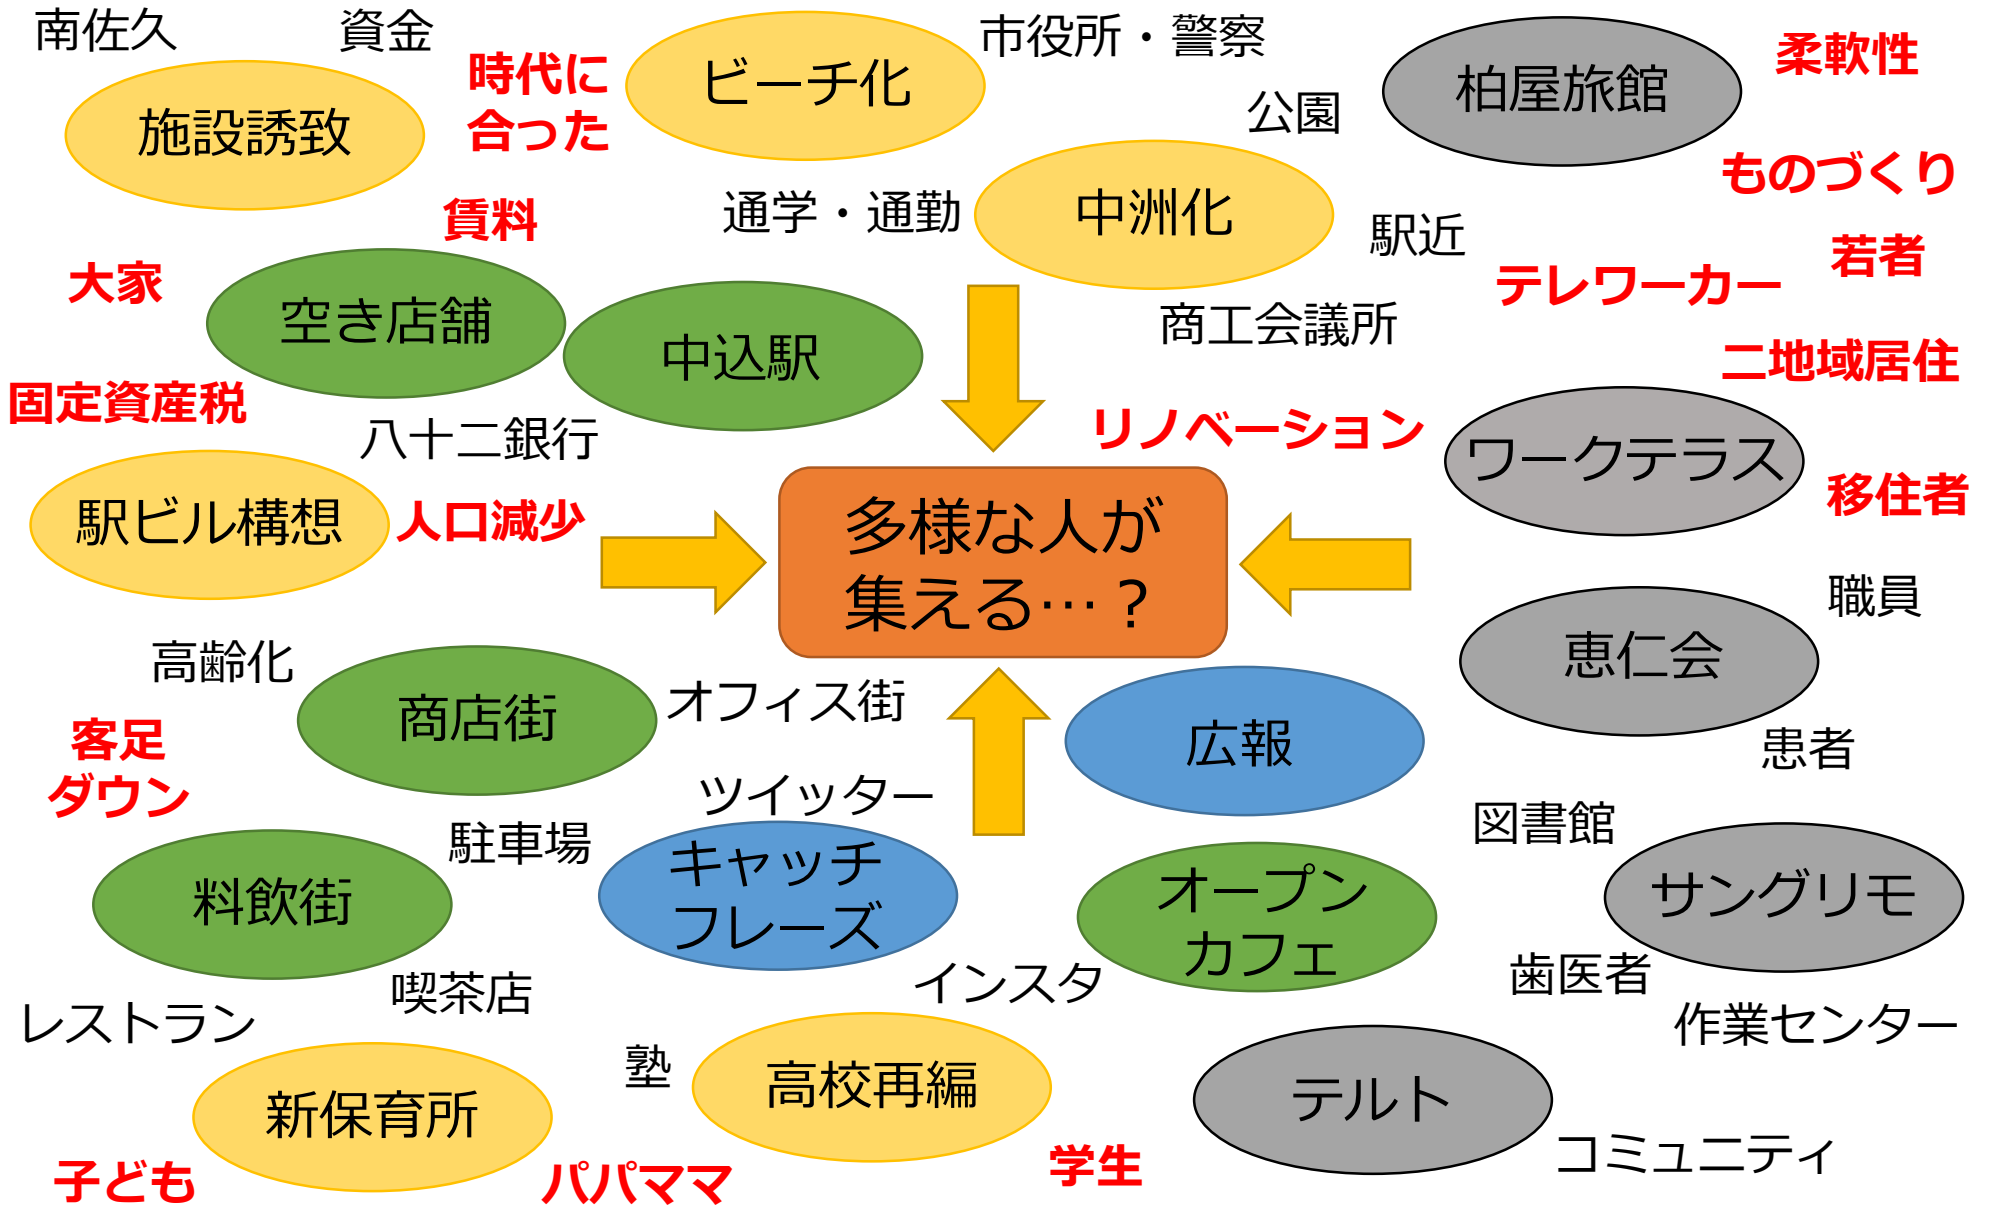 南佐久
資金
施設誘致
時代に
合った
ビーチ化
市役所・警察
公園
柏屋旅館
柔軟性
ものづくり
賃料
通学・通勤
中洲化
駅近
若者
テレワーカー
大家
空き店舗
中込駅
商工会議所
二地域居住
固定資産税
八十二銀行
リノベーション
ワークテラス
移住者
駅ビル構想
人口減少
多様な人が
集える…？
職員
高齢化
商店街
オフィス街
広報
恵仁会
患者
客足
ダウン
ツイッター
駐車場
図書館
料飲街
キャッチ
フレーズ
オープン
カフェ
サングリモ
喫茶店
インスタ
歯医者
レストラン
作業センター
新保育所
塾
高校再編
テルト
コミュニティ
子ども
パパママ
学生